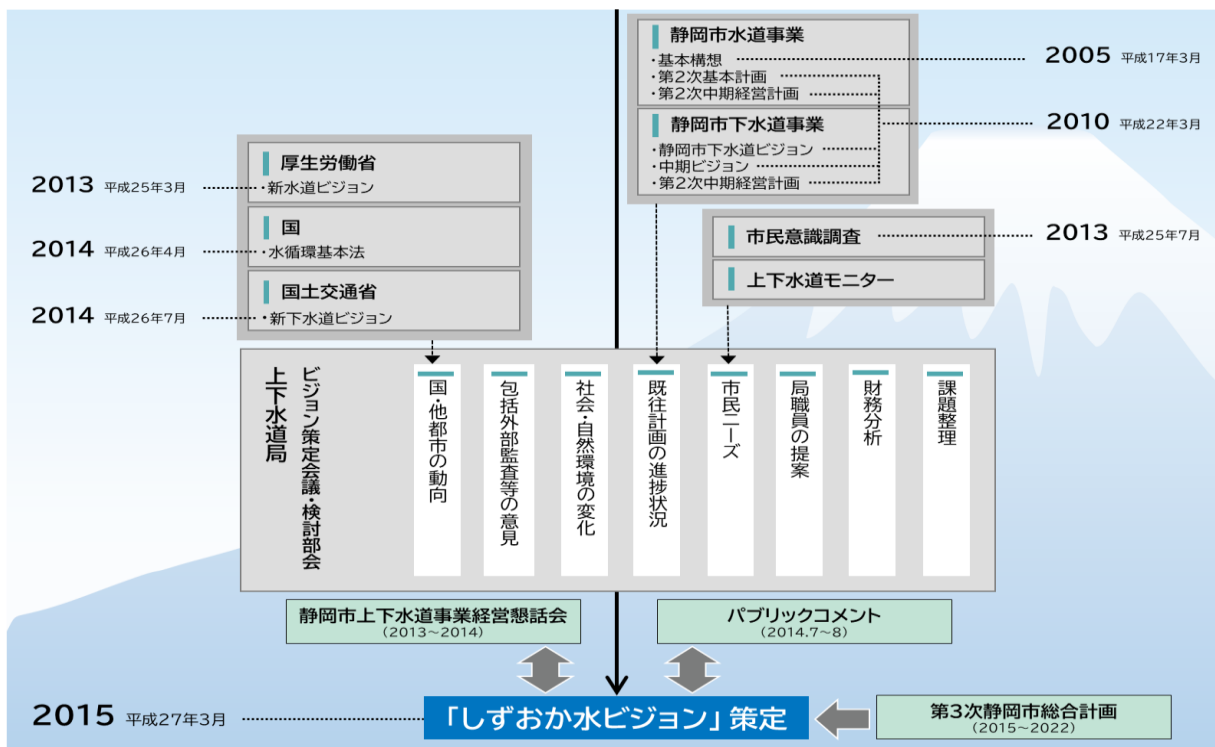 静岡市水道事業
・基本構想
・第2次基本計画
・第2次中期経営計画
2005 平成17年3月
静岡市下水道事業
・静岡市下水道ビジョン
・中期ビジョン
・第2次中期経営計画
2010 平成22年3月
厚生労働省
2013 平成25年3月
・新水道ビジョン
国
2014 平成26年4月
・水循環基本法
国土交通省
2014 平成26年7月
・新下水道ビジョン
市民意識調査
2013 平成25年7月
上下水道モニター
上下水道局
ビジョン策定会議・検討部会
国・他都市の動向
包括外部監査等の意見
社会・自然環境の変化
既往計画の進捗状況
市民ニーズ
局職員の提案
財務分析
課題整理
静岡市上下水道事業経営懇話会
(2013～2014)
パブリックコメント
(2014.7～8)
2015 平成27年3月
「しずおか水ビジョン」策定
第3次静岡市総合計画
(2015～2022)